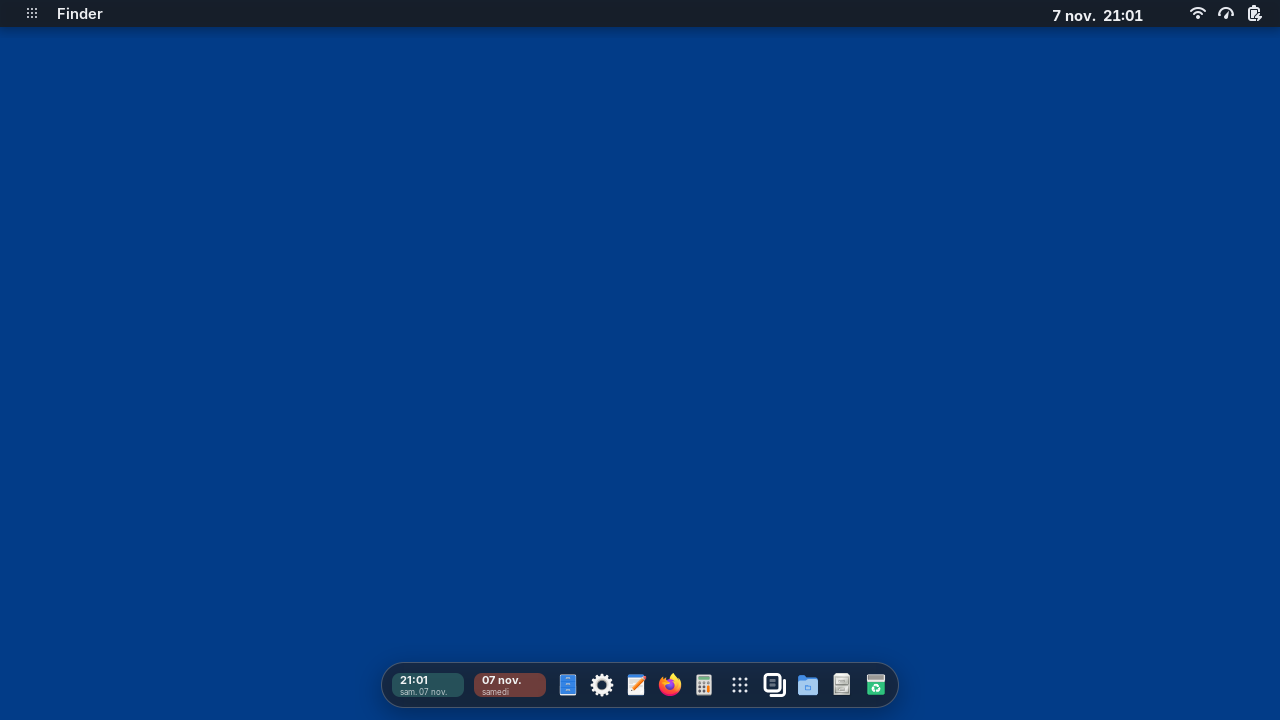 Finder
7 nov. 21:01
21:01
sam. 07 nov.
07 nov.
samedi